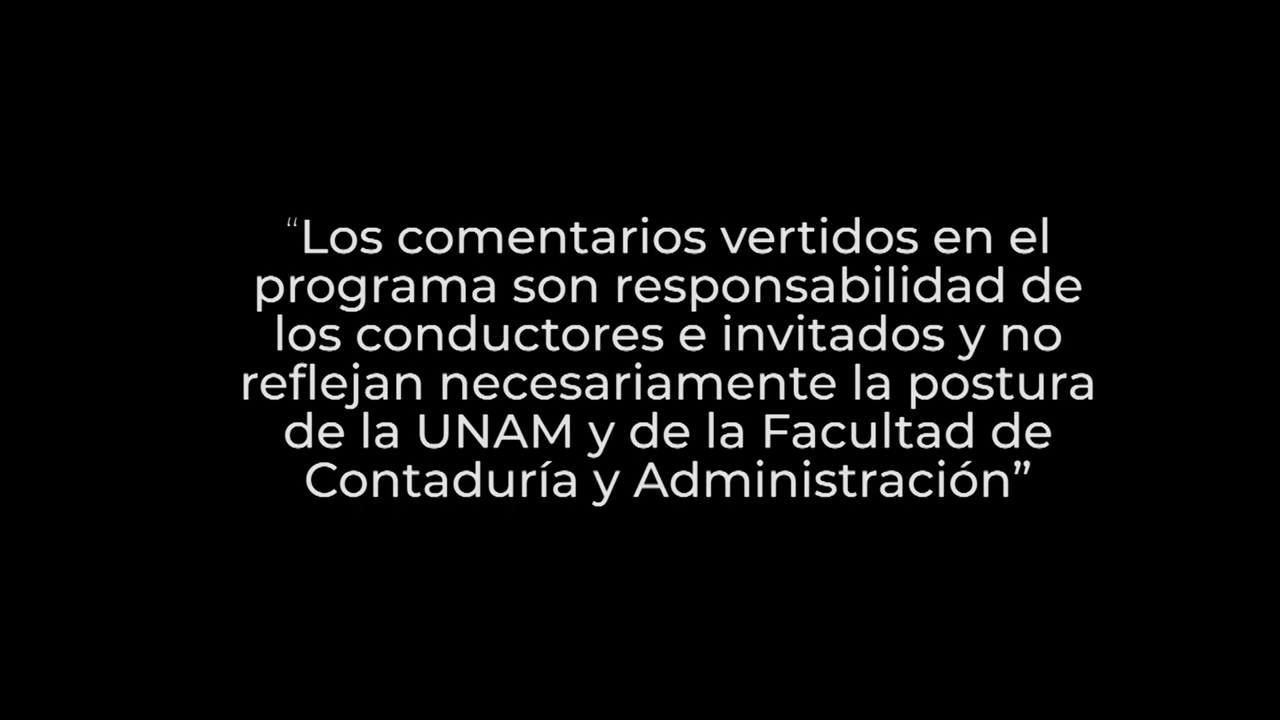 “Los comentarios vertidos en el
programa son responsabilidad de
los conductores e invitados y no
reflejan necesariamente la postura
de la UNAM y de la Facultad de
Contaduría y Administración”